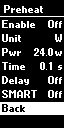 Preheat
Enable Off
Unit W
Pwr 24.0w
Time 0.1 s
Delay Off
SMART Off
Back